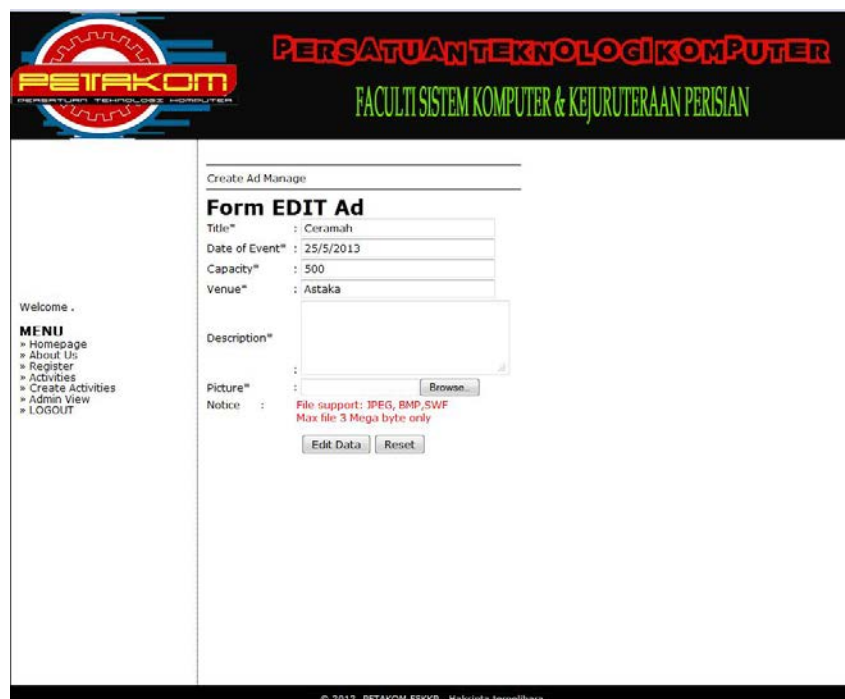 PETAKOM
PERSATUAN TEKNOLOGI KOMPUTER
PERSATUAN TEKNOLOGI KOMPUTER
FACULTI SISTEM KOMPUTER & KEJURUTERAAN PERISIAN
Welcome .
MENU
» Homepage
» About Us
» Register
» Activities
» Create Activities
» Admin View
» LOGOUT
Create Ad Manage
Form EDIT Ad
Title* : Ceramah
Date of Event* : 25/5/2013
Capacity* : 500
Venue* : Astaka
Description* :
Picture* : Browse..
Notice : File support: JPEG, BMP,SWF
Max file 3 Mega byte only
Edit Data Reset
© 2012 PETAKOM FSKKP